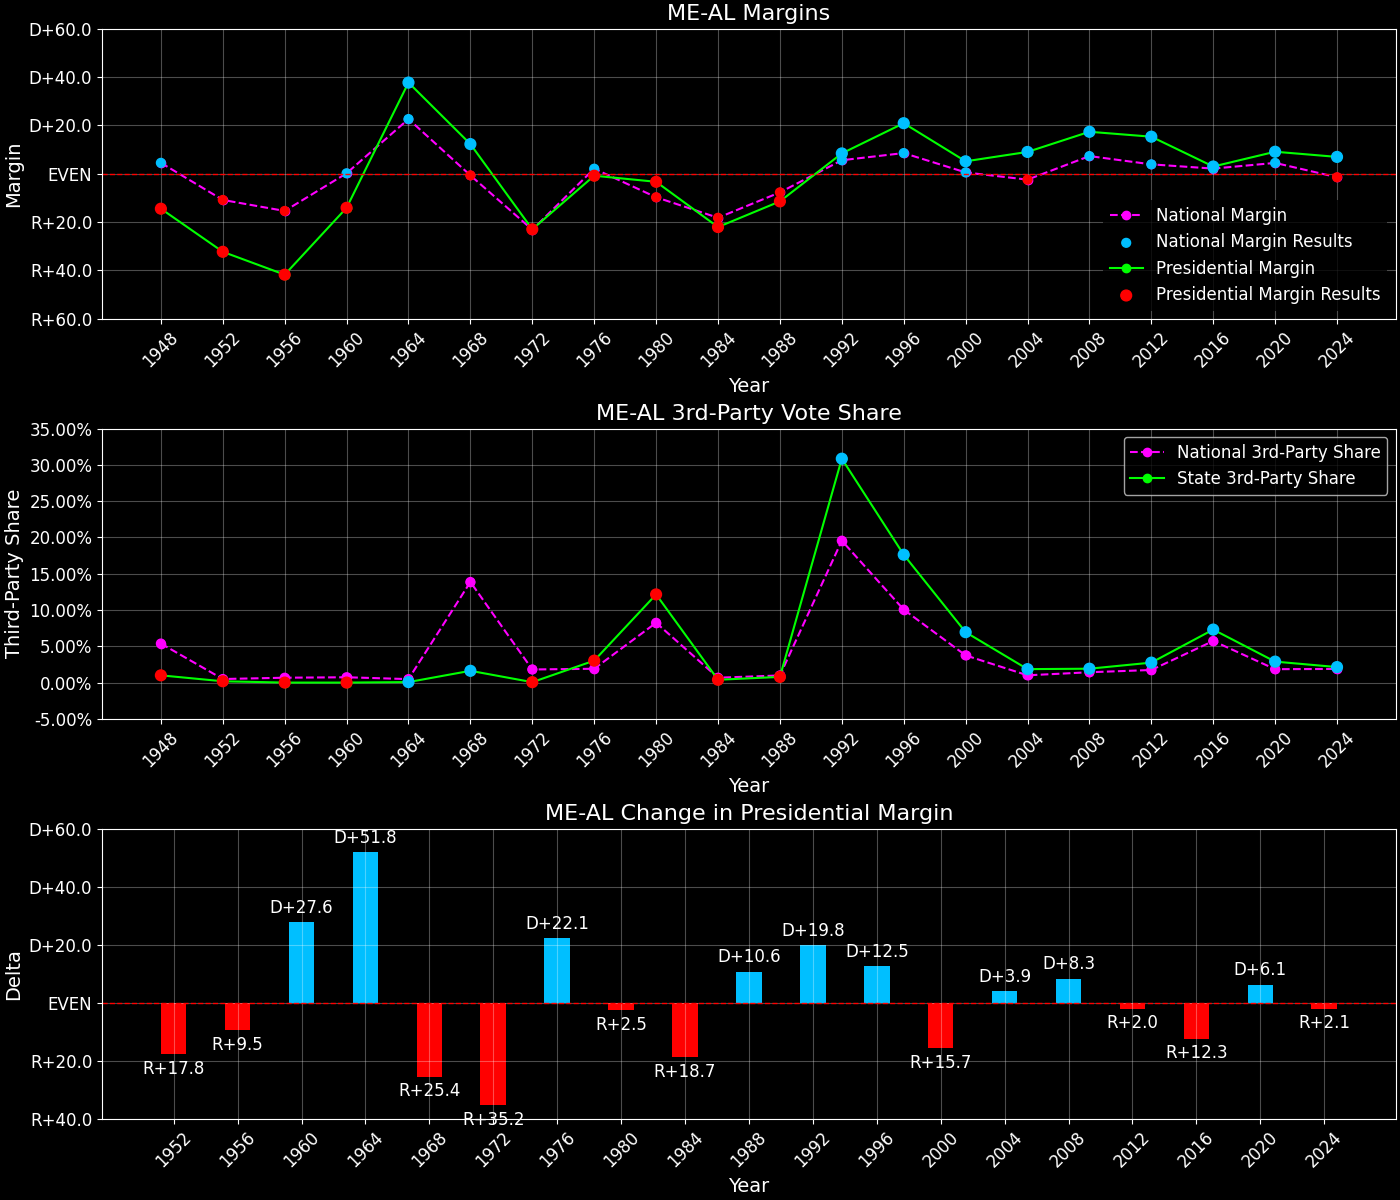 ME-AL Margins
D+60.0
D+40.0
D+20.0
EVEN
R+20.0
R+40.0
R+60.0
Margin
National Margin
National Margin Results
Presidential Margin
Presidential Margin Results
1948 1952 1956 1960 1964 1968 1972 1976 1980 1984 1988 1992 1996 2000 2004 2008 2012 2016 2020 2024
Year
ME-AL 3rd-Party Vote Share
35.00%
30.00%
25.00%
20.00%
15.00%
10.00%
5.00%
0.00%
-5.00%
Third-Party Share
National 3rd-Party Share
State 3rd-Party Share
1948 1952 1956 1960 1964 1968 1972 1976 1980 1984 1988 1992 1996 2000 2004 2008 2012 2016 2020 2024
Year
ME-AL Change in Presidential Margin
D+60.0
D+40.0
D+20.0
EVEN
R+20.0
R+40.0
Delta
R+17.8
R+9.5
D+27.6
D+51.8
R+25.4
R+35.2
D+22.1
R+2.5
R+18.7
D+10.6
D+19.8
D+12.5
R+15.7
D+3.9
D+8.3
R+2.0
R+12.3
D+6.1
R+2.1
1952 1956 1960 1964 1968 1972 1976 1980 1984 1988 1992 1996 2000 2004 2008 2012 2016 2020 2024
Year